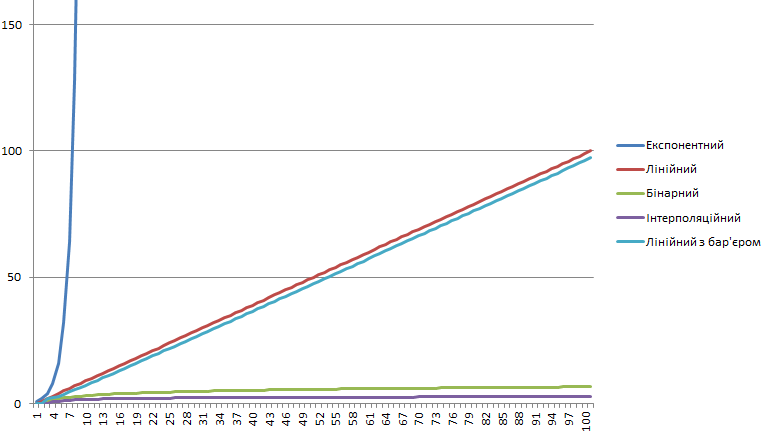 150
100
50
0
1 4 7 10 13 16 19 22 25 28 31 34 37 40 43 46 49 52 55 58 61 64 67 70 73 76 79 82 85 88 91 94 97 100
Експонентний
Лінійний
Бінарний
Інтерполяційний
Лінійний з бар'єром